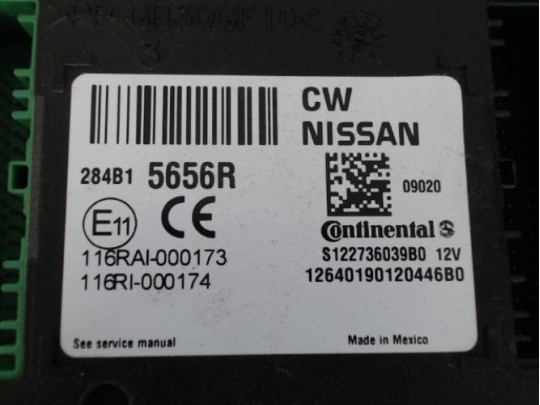 CW
NISSAN
284B1 5656R
09020
E11 CE
Continental
116RAI-000173
S122736039B0 12V
116RI-000174
12640190120446B0
See service manual
Made in Mexico